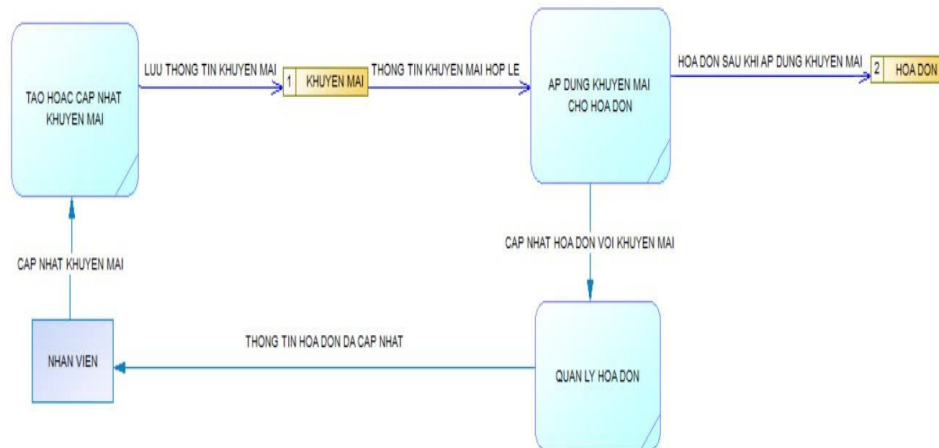 LUU THONG TIN KHUYEN MAI
1 KHUYEN MAI
THONG TIN KHUYEN MAI HOP LE
HOA DON SAU KHI AP DUNG KHUYEN MAI
2 HOA DON
TAO HOAC CAP NHAT
KHUYEN MAI
AP DUNG KHUYEN MAI
CHO HOA DON
CAP NHAT KHUYEN MAI
CAP NHAT HOA DON VOI KHUYEN MAI
NHAN VIEN
THONG TIN HOA DON DA CAP NHAT
QUAN LY HOA DON